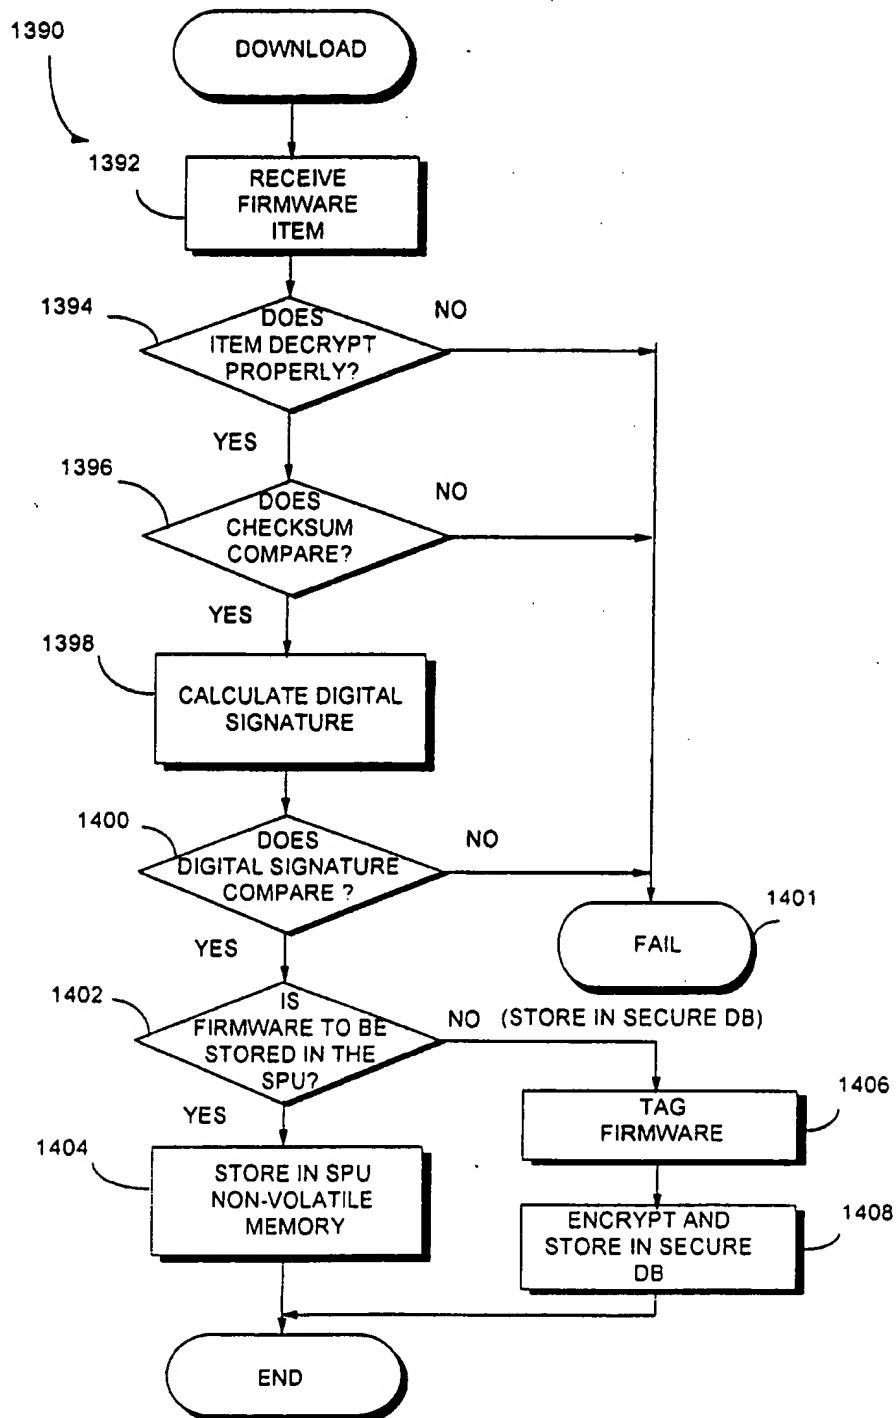 1390
DOWNLOAD
1392
RECEIVE
FIRMWARE
ITEM
1394
DOES
ITEM DECRYPT
PROPERLY?
NO
YES
1396
DOES
CHECKSUM
COMPARE?
NO
YES
1398
CALCULATE DIGITAL
SIGNATURE
1400
DOES
DIGITAL SIGNATURE
COMPARE ?
NO
YES
1401
FAIL
1402
IS
FIRMWARE TO BE
STORED IN THE
SPU?
NO (STORE IN SECURE DB)
YES
1404
STORE IN SPU
NON-VOLATILE
MEMORY
1406
TAG
FIRMWARE
1408
ENCRYPT AND
STORE IN SECURE
DB
END